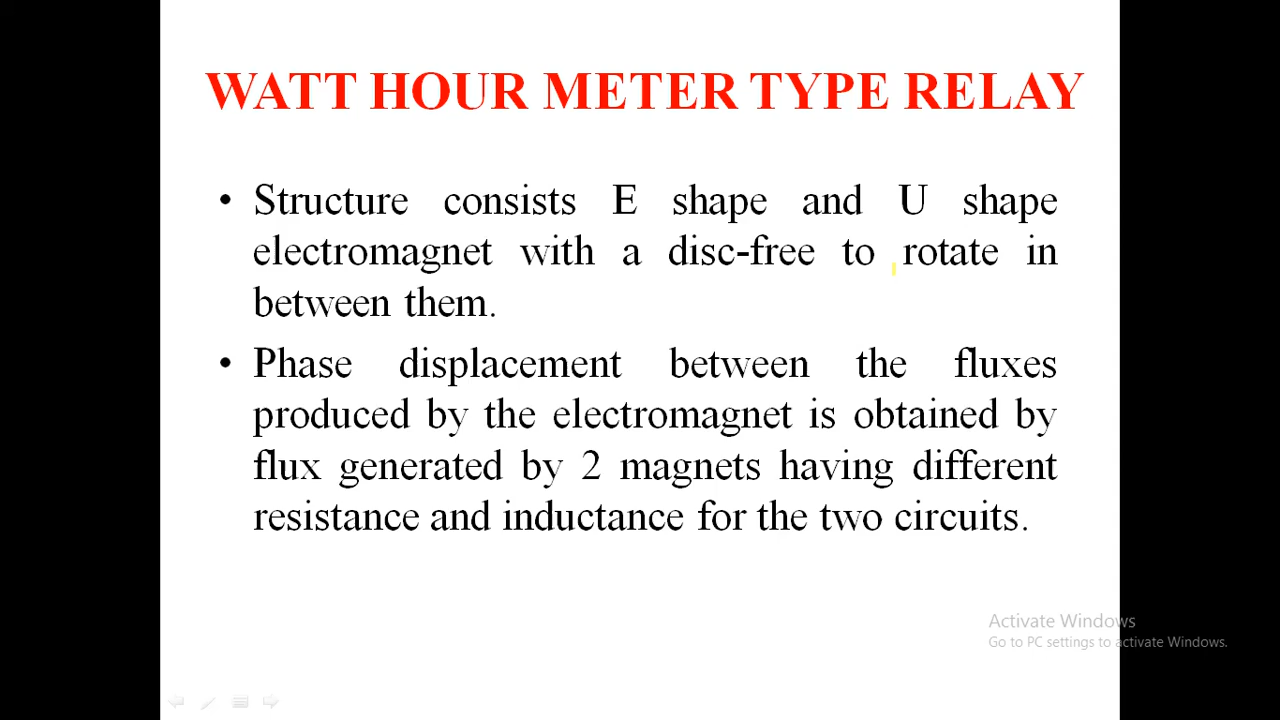 WATT HOUR METER TYPE RELAY
• Structure consists E shape and U shape
electromagnet with a disc-free to rotate in
between them.
• Phase displacement between the fluxes
produced by the electromagnet is obtained by
flux generated by 2 magnets having different
resistance and inductance for the two circuits.
Activate Windows
Go to PC settings to activate Windows.